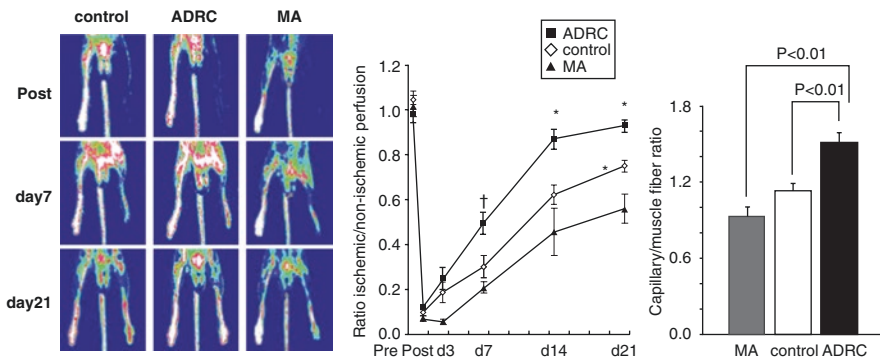 control ADRC MA
Post
day7
day21
ADRC
control
MA
Ratio ischemic/non-ischemic perfusion
1.2
1.0
0.8
0.6
0.4
0.2
0.0
†
*
*
*
Pre Post d3 d7 d14 d21
P<0.01
P<0.01
Capillary/muscle fiber ratio
1.8
1.2
0.6
0.0
MA control ADRC